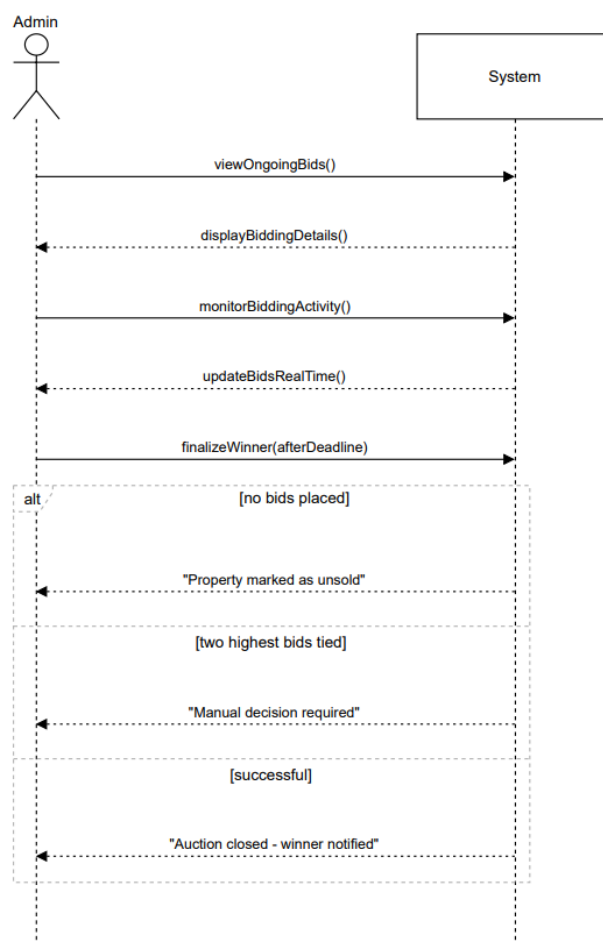 Admin
System
viewOngoingBids()
displayBiddingDetails()
monitorBiddingActivity()
updateBidsRealTime()
finalizeWinner(afterDeadline)
alt
[no bids placed]
"Property marked as unsold"
[two highest bids tied]
"Manual decision required"
[successful]
"Auction closed - winner notified"